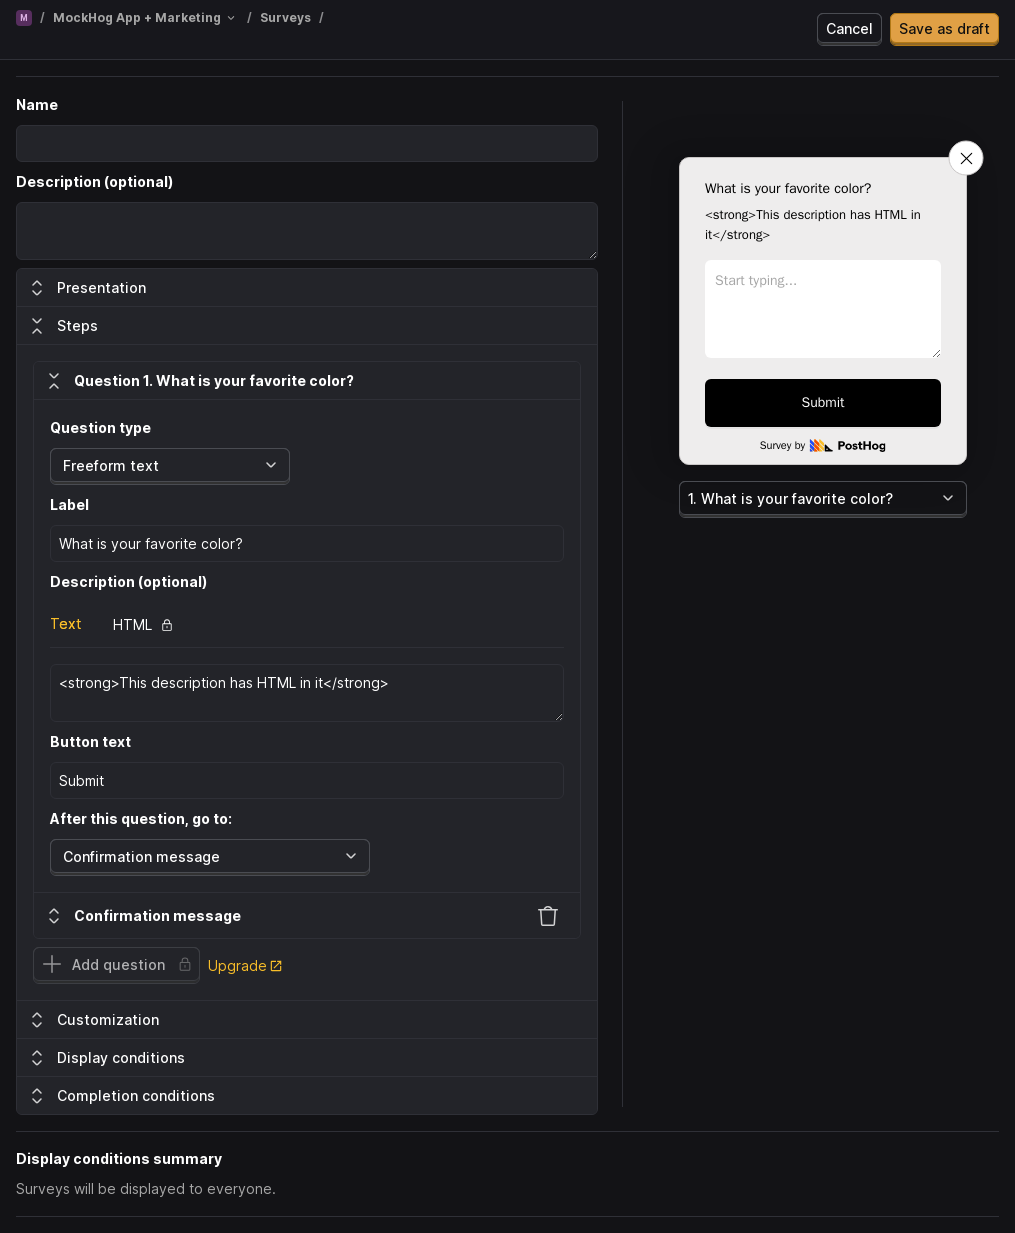 M / MockHog App + Marketing / Surveys /
Cancel
Save as draft
Name
Description (optional)
Presentation
Steps
Question 1. What is your favorite color?
Question type
Freeform text
Label
What is your favorite color?
Description (optional)
Text
HTML
<strong>This description has HTML in it</strong>
Button text
Submit
After this question, go to:
Confirmation message
Confirmation message
Add question
Upgrade
Customization
Display conditions
Completion conditions
What is your favorite color?
<strong>This description has HTML in
it</strong>
Start typing...
Submit
Survey by PostHog
1. What is your favorite color?
Display conditions summary
Surveys will be displayed to everyone.